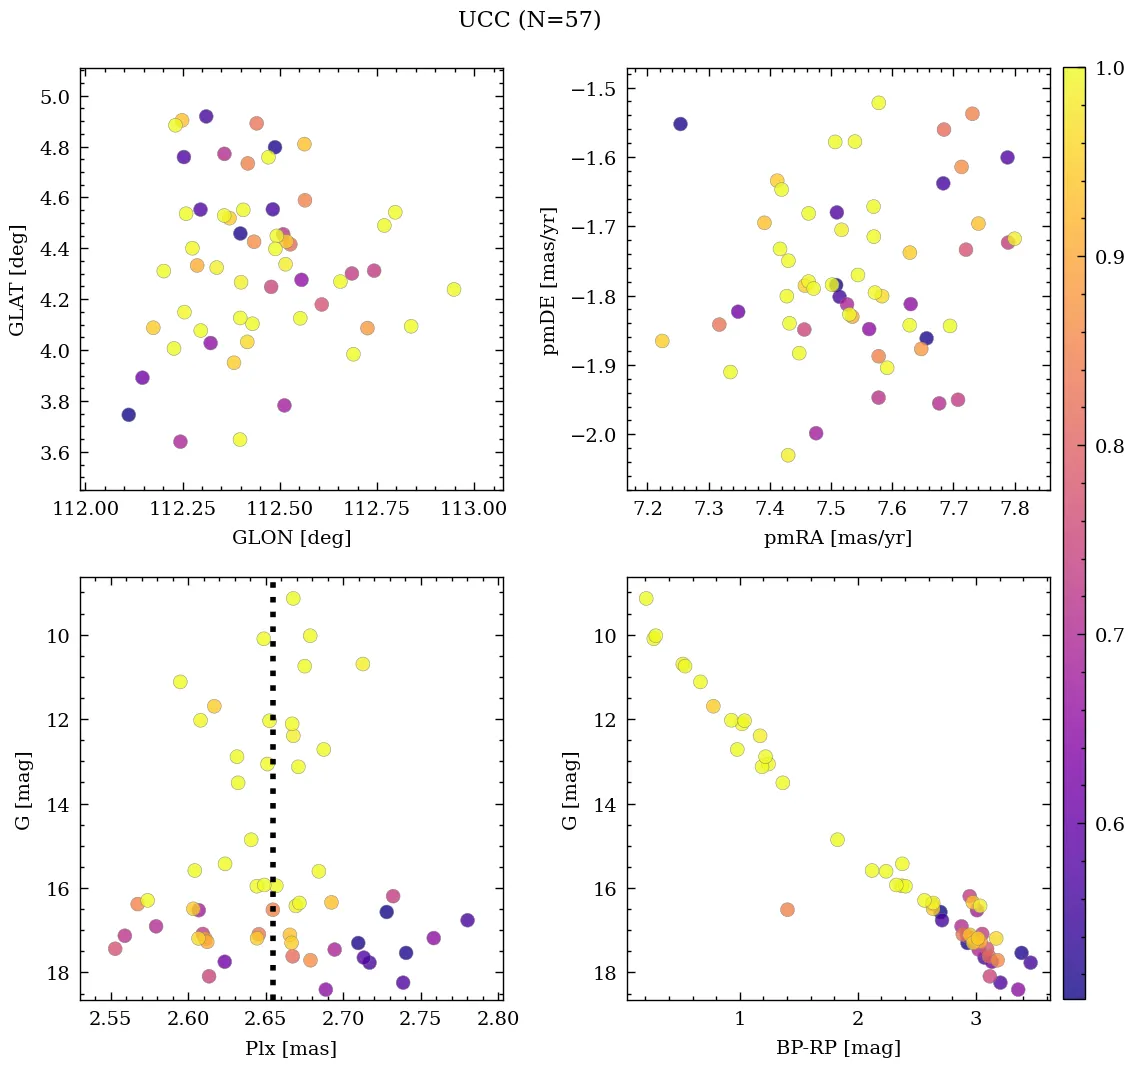 UCC (N=57)
5.0
4.8
4.6
4.4
4.2
4.0
3.8
3.6
GLAT [deg]
112.00 112.25 112.50 112.75 113.00
GLON [deg]
−1.5
−1.6
−1.7
−1.8
−1.9
−2.0
pmDE [mas/yr]
7.2 7.3 7.4 7.5 7.6 7.7 7.8
pmRA [mas/yr]
10
12
14
16
18
G [mag]
2.55 2.60 2.65 2.70 2.75 2.80
Plx [mas]
10
12
14
16
18
G [mag]
1 2 3
BP-RP [mag]
1.0
0.9
0.8
0.7
0.6